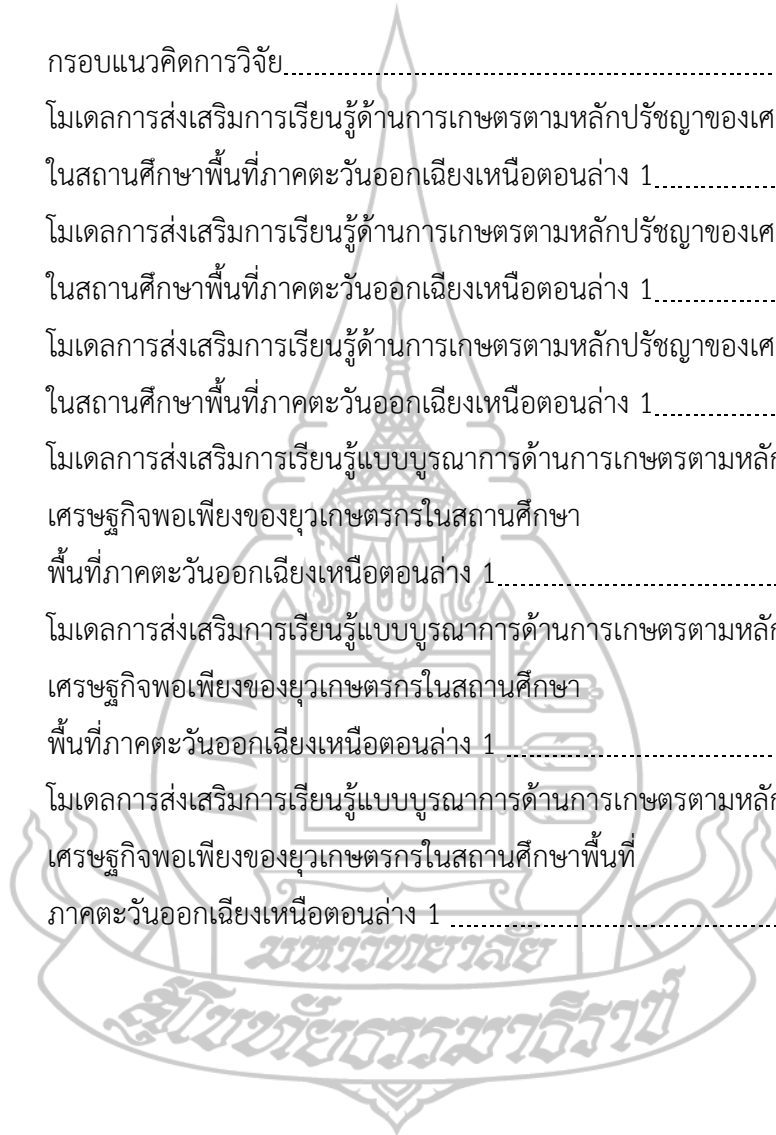 กรอบแนวคิดการวิจัย
โมเดลการส่งเสริมการเรียนรู้ด้านการเกษตรตามหลักปรัชญาของเศ
ในสถานศึกษาพื้นที่ภาคตะวันออกเฉียงเหนือตอนล่าง 1
โมเดลการส่งเสริมการเรียนรู้ด้านการเกษตรตามหลักปรัชญาของเศ
ในสถานศึกษาพื้นที่ภาคตะวันออกเฉียงเหนือตอนล่าง 1
โมเดลการส่งเสริมการเรียนรู้ด้านการเกษตรตามหลักปรัชญาของเศ
ในสถานศึกษาพื้นที่ภาคตะวันออกเฉียงเหนือตอนล่าง 1
โมเดลการส่งเสริมการเรียนรู้แบบบูรณาการด้านการเกษตรตามหลัก
เศรษฐกิจพอเพียงของยุวเกษตรกรในสถานศึกษา
พื้นที่ภาคตะวันออกเฉียงเหนือตอนล่าง 1
โมเดลการส่งเสริมการเรียนรู้แบบบูรณาการด้านการเกษตรตามหลัก
เศรษฐกิจพอเพียงของยุวเกษตรกรในสถานศึกษา
พื้นที่ภาคตะวันออกเฉียงเหนือตอนล่าง 1
โมเดลการส่งเสริมการเรียนรู้แบบบูรณาการด้านการเกษตรตามหลัก
เศรษฐกิจพอเพียงของยุวเกษตรกรในสถานศึกษาพื้นที่
ภาคตะวันออกเฉียงเหนือตอนล่าง 1
มหาวิทยาลัย
สุโขทัยธรรมาธิราช